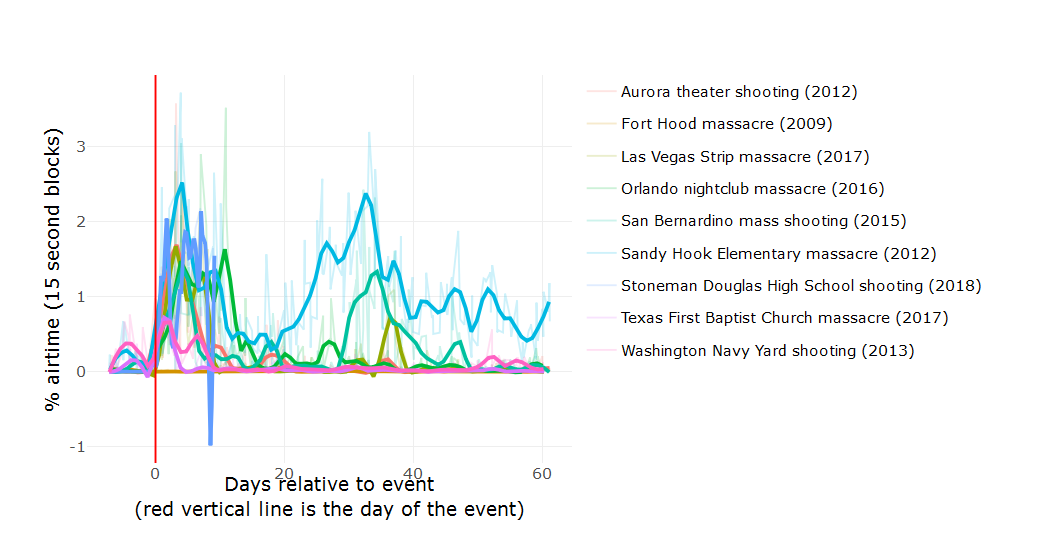 % airtime (15 second blocks)
3
2
1
0
-1
0
20
40
60
Days relative to event
(red vertical line is the day of the event)
Aurora theater shooting (2012)
Fort Hood massacre (2009)
Las Vegas Strip massacre (2017)
Orlando nightclub massacre (2016)
San Bernardino mass shooting (2015)
Sandy Hook Elementary massacre (2012)
Stoneman Douglas High School shooting (2018)
Texas First Baptist Church massacre (2017)
Washington Navy Yard shooting (2013)